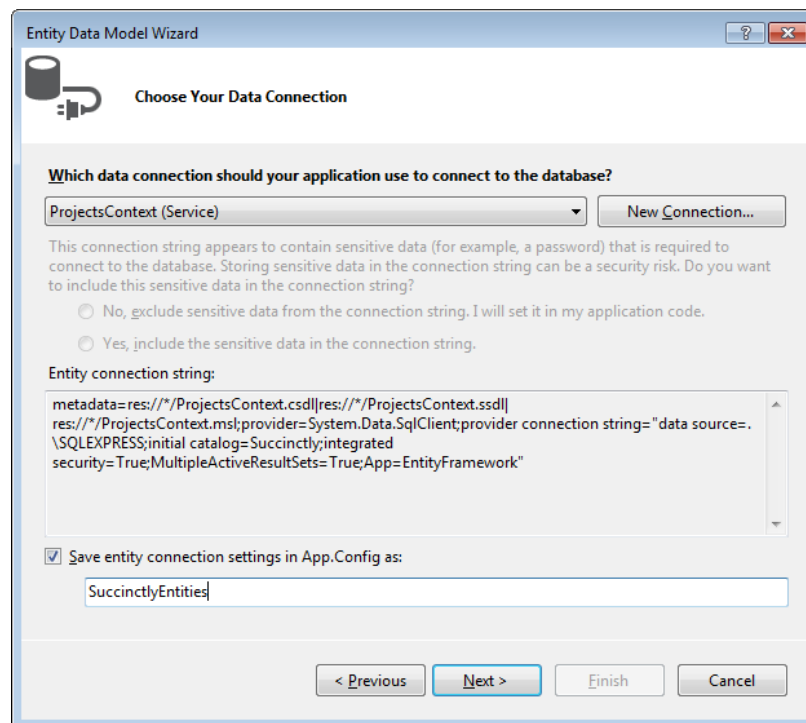 Entity Data Model Wizard
Choose Your Data Connection
Which data connection should your application use to connect to the database?
ProjectsContext (Service)
New Connection...
This connection string appears to contain sensitive data (for example, a password) that is required to
connect to the database. Storing sensitive data in the connection string can be a security risk. Do you want
to include this sensitive data in the connection string?
No, exclude sensitive data from the connection string. I will set it in my application code.
Yes, include the sensitive data in the connection string.
Entity connection string:
metadata=res://*/ProjectsContext.csdl|res://*/ProjectsContext.ssdl|
res://*/ProjectsContext.msl;provider=System.Data.SqlClient;provider connection string="data source=.
\SQLEXPRESS;initial catalog=Succinctly;integrated
security=True;MultipleActiveResultSets=True;App=EntityFramework"
Save entity connection settings in App.Config as:
SuccinctlyEntities
< Previous
Next >
Finish
Cancel